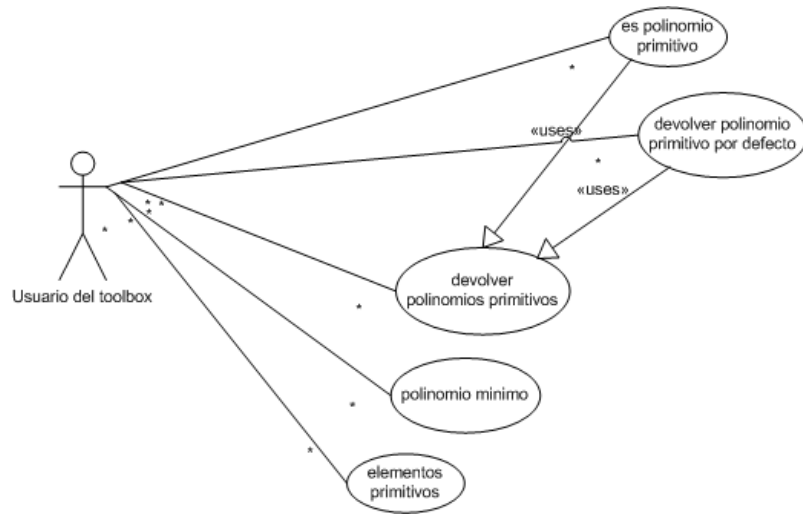 es polinomio
primitivo
*
«uses»
devolver polinomio
primitivo por defecto
*
«uses»
*
*
*
*
*
Usuario del toolbox
devolver
polinomios primitivos
*
polinomio minimo
*
*
elementos
primitivos